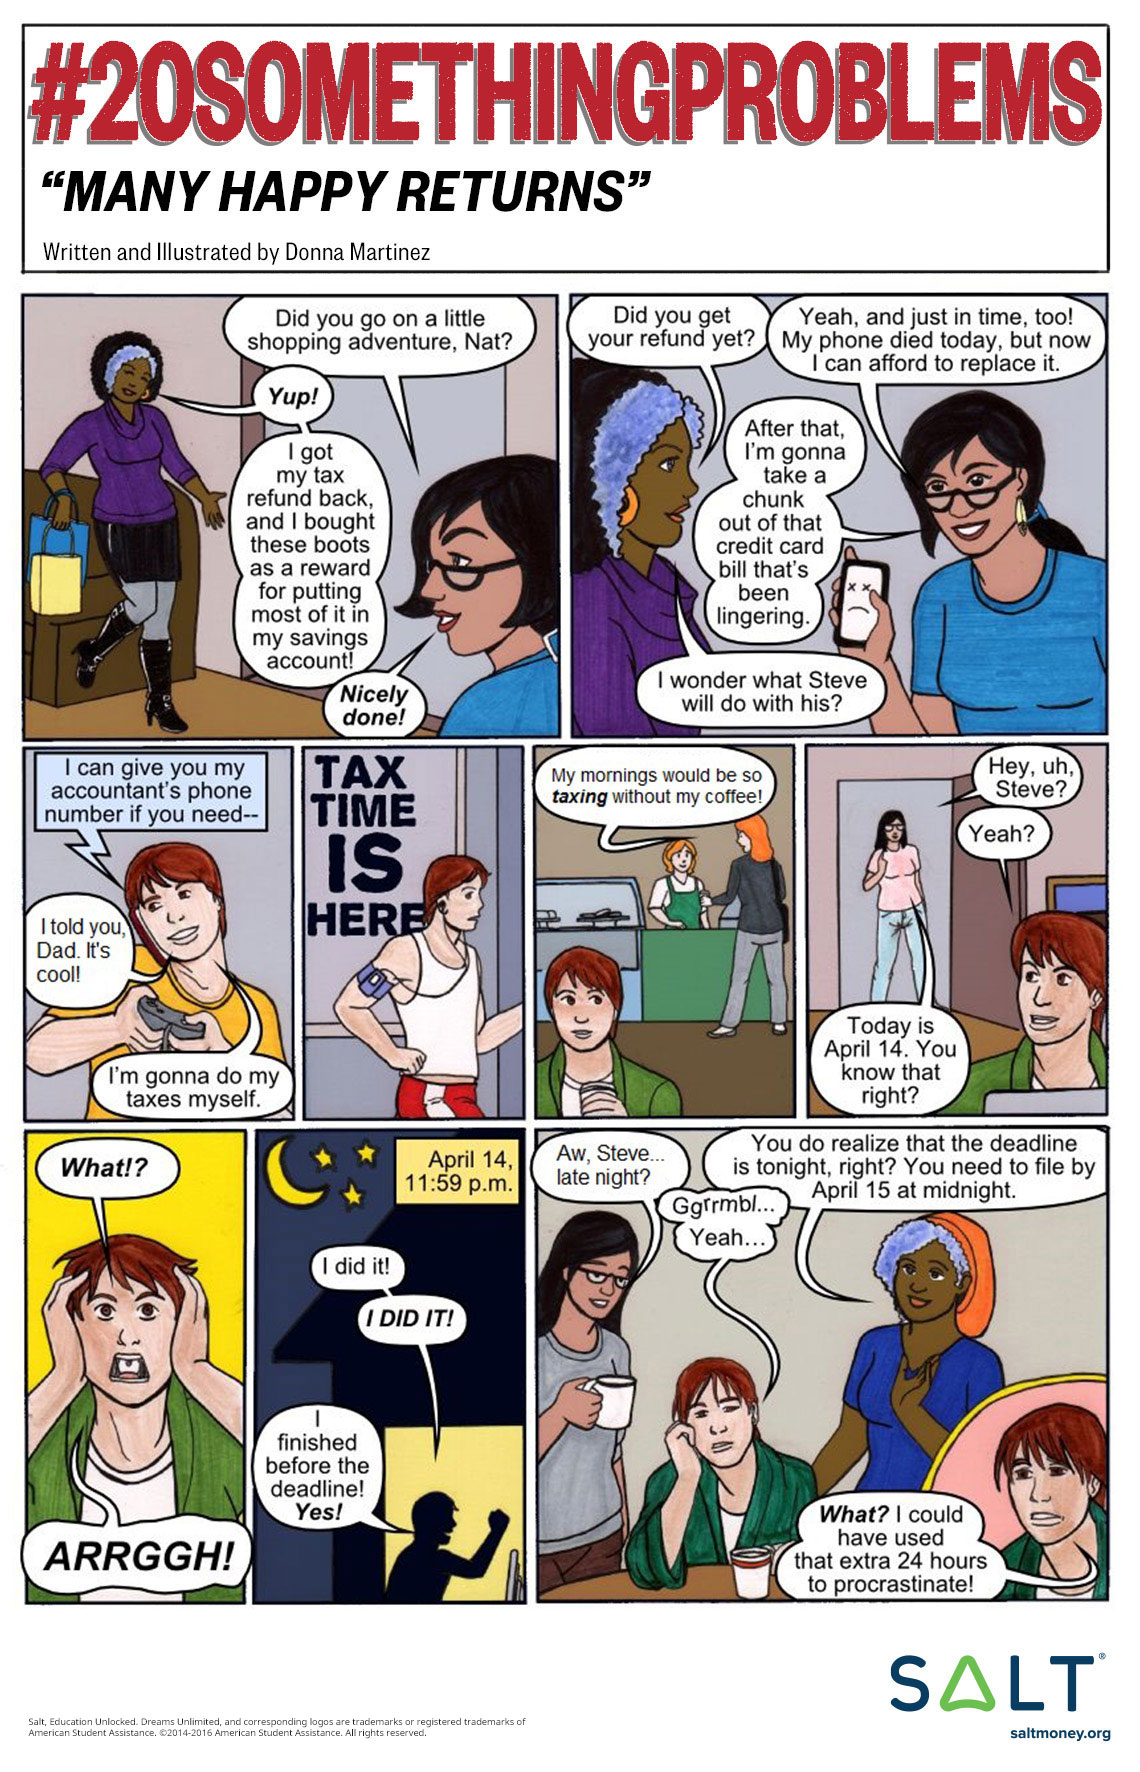 #20SOMETHINGPROBLEMS
“MANY HAPPY RETURNS”
Written and Illustrated by Donna Martinez
Did you go on a little
shopping adventure, Nat?
Yup!
I got
my tax
refund back,
and I bought
these boots
as a reward
for putting
most of it in
my savings
account!
Nicely
done!
Did you get
your refund yet?
Yeah, and just in time, too!
My phone died today, but now
I can afford to replace it.
After that,
I'm gonna
take a
chunk
out of that
credit card
bill that's
been
lingering.
I wonder what Steve
will do with his?
I can give you my
accountant's phone
number if you need--
I told you,
Dad. It's
cool!
I'm gonna do my
taxes myself.
TAX
TIME
IS
HERE
My mornings would be so
taxing without my coffee!
Hey, uh,
Steve?
Yeah?
Today is
April 14. You
know that
right?
What!?
ARRGGH!
April 14,
11:59 p.m.
I did it!
I DID IT!
I
finished
before the
deadline!
Yes!
Aw, Steve...
late night?
Ggrrmbl...
Yeah...
You do realize that the deadline
is tonight, right? You need to file by
April 15 at midnight.
What? I could
have used
that extra 24 hours
to procrastinate!
SALT®
saltmoney.org
Salt, Education Unlocked. Dreams Unlimited, and corresponding logos are trademarks or registered trademarks of
American Student Assistance. ©2014-2016 American Student Assistance. All rights reserved.